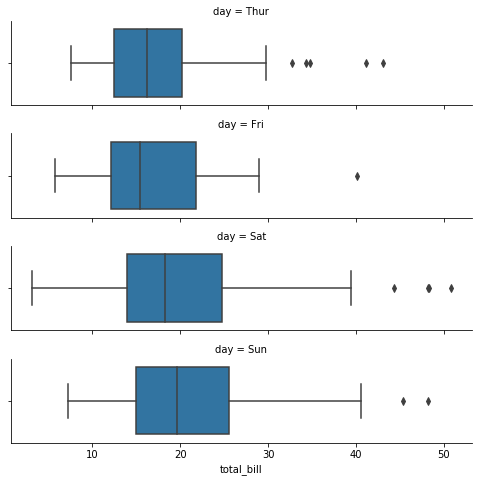 day = Thur
day = Fri
day = Sat
day = Sun
10 20 30 40 50
total_bill